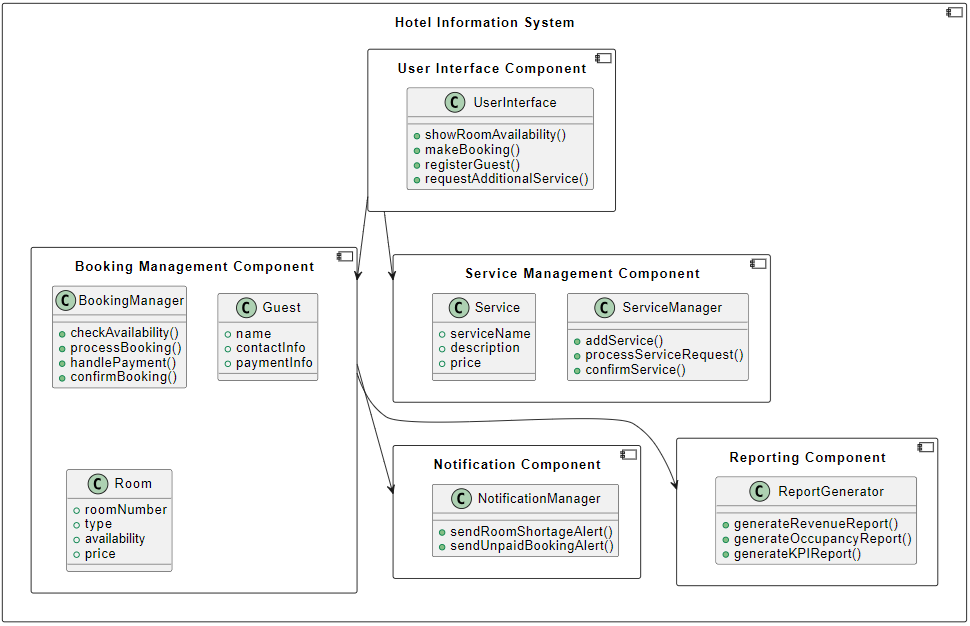 Hotel Information System
User Interface Component
C UserInterface
showRoomAvailability()
makeBooking()
registerGuest()
requestAdditionalService()
Booking Management Component
C BookingManager
checkAvailability()
processBooking()
handlePayment()
confirmBooking()
C Guest
name
contactInfo
paymentInfo
C Room
roomNumber
type
availability
price
Service Management Component
C Service
serviceName
description
price
C ServiceManager
addService()
processServiceRequest()
confirmService()
Notification Component
C NotificationManager
sendRoomShortageAlert()
sendUnpaidBookingAlert()
Reporting Component
C ReportGenerator
generateRevenueReport()
generateOccupancyReport()
generateKPIReport()